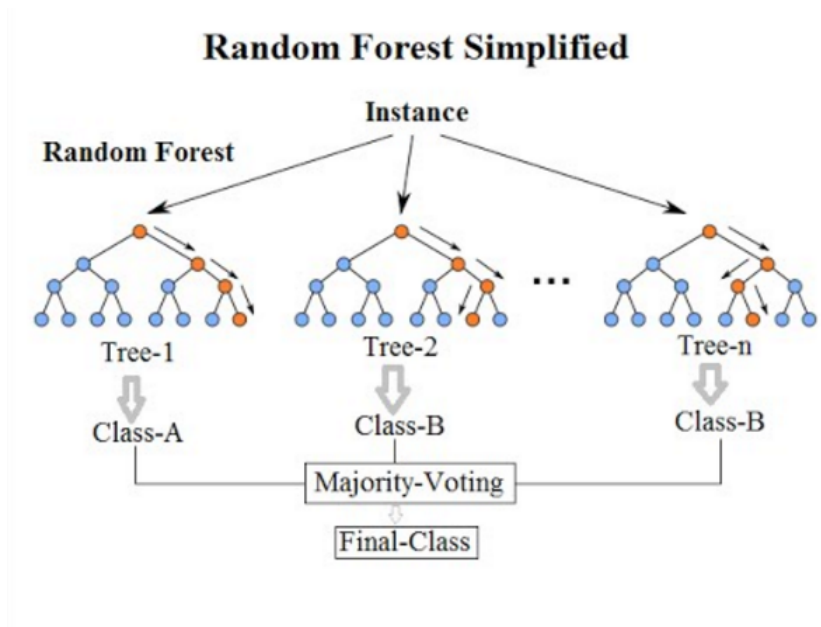 Random Forest Simplified
Instance
Random Forest
...
Tree-1
Tree-2
Tree-n
Class-A
Class-B
Class-B
Majority-Voting
Final-Class